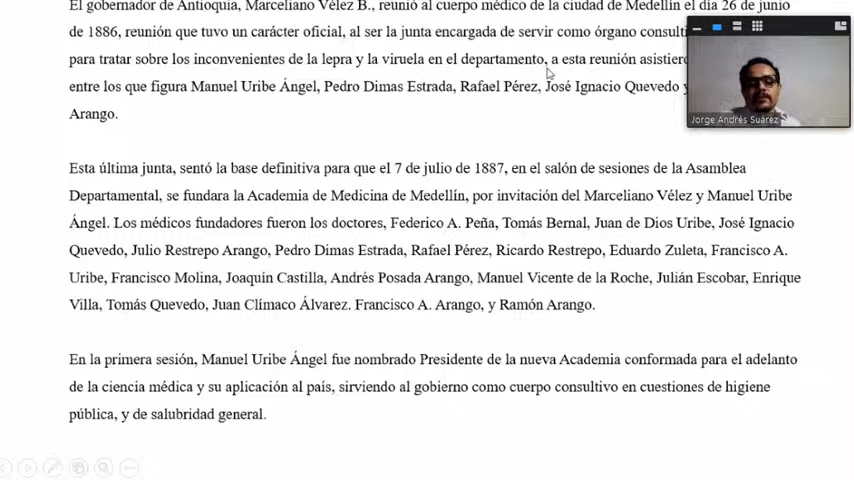 El gobernador de Antioquia, Marceliano Vélez B., reunió al cuerpo médico de la ciudad de Medellín el día 26 de junio
de 1886, reunión que tuvo un carácter oficial, al ser la junta encargada de servir como órgano
para tratar sobre los inconvenientes de la lepra y la viruela en el departamento, a esta reunión
entre los que figura Manuel Uribe Ángel, Pedro Dimas Estrada, Rafael Pérez, José Ignacio Quevedo y
Arango.
Jorge Andrés Suárez
Esta última junta, sentó la base definitiva para que el 7 de julio de 1887, en el salón de sesiones de la Asamblea
Departamental, se fundara la Academia de Medicina de Medellín, por invitación del Marceliano Vélez y Manuel Uribe
Ángel. Los médicos fundadores fueron los doctores, Federico A. Peña, Tomás Bernal, Juan de Dios Uribe, José Ignacio
Quevedo, Julio Restrepo Arango, Pedro Dimas Estrada, Rafael Pérez, Ricardo Restrepo, Eduardo Zuleta, Francisco A.
Uribe, Francisco Molina, Joaquín Castilla, Andrés Posada Arango, Manuel Vicente de la Roche, Julián Escobar, Enrique
Villa, Tomás Quevedo, Juan Clímaco Álvarez. Francisco A. Arango, y Ramón Arango.
En la primera sesión, Manuel Uribe Ángel fue nombrado Presidente de la nueva Academia conformada para el adelanto
de la ciencia médica y su aplicación al país, sirviendo al gobierno como cuerpo consultivo en cuestiones de higiene
pública, y de salubridad general.